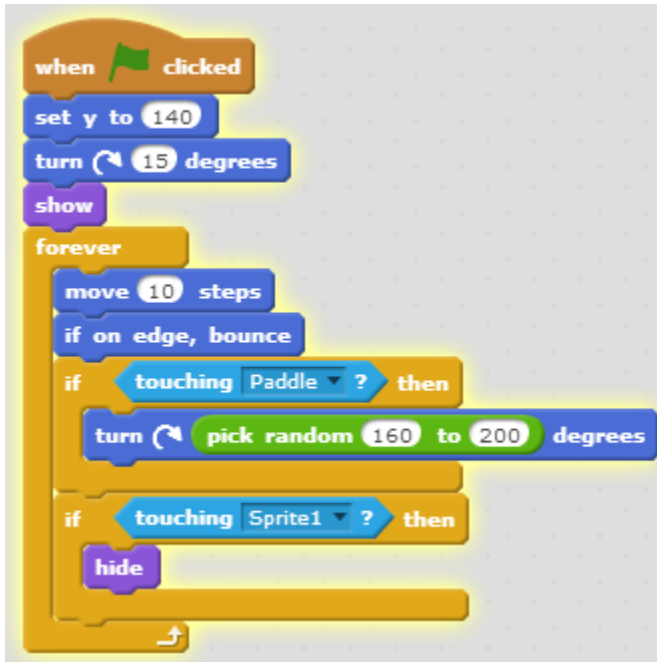 when clicked
set y to 140
turn 15 degrees
show
forever
move 10 steps
if on edge, bounce
if touching Paddle ? then
turn pick random 160 to 200 degrees
if touching Sprite1 ? then
hide